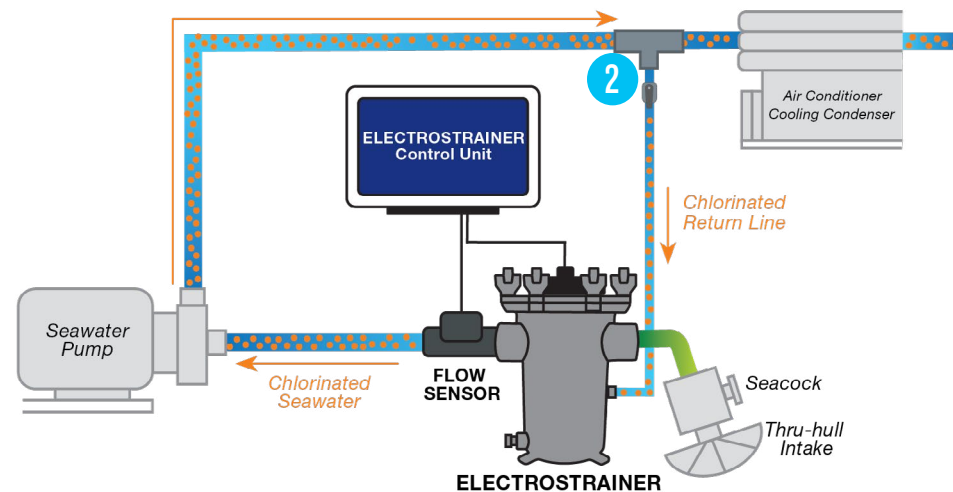 2
Air Conditioner
Cooling Condenser
ELECTROSTRAINER
Control Unit
Chlorinated
Return Line
Seawater
Pump
Chlorinated
Seawater
FLOW
SENSOR
Seacock
Thru-hull
Intake
ELECTROSTRAINER